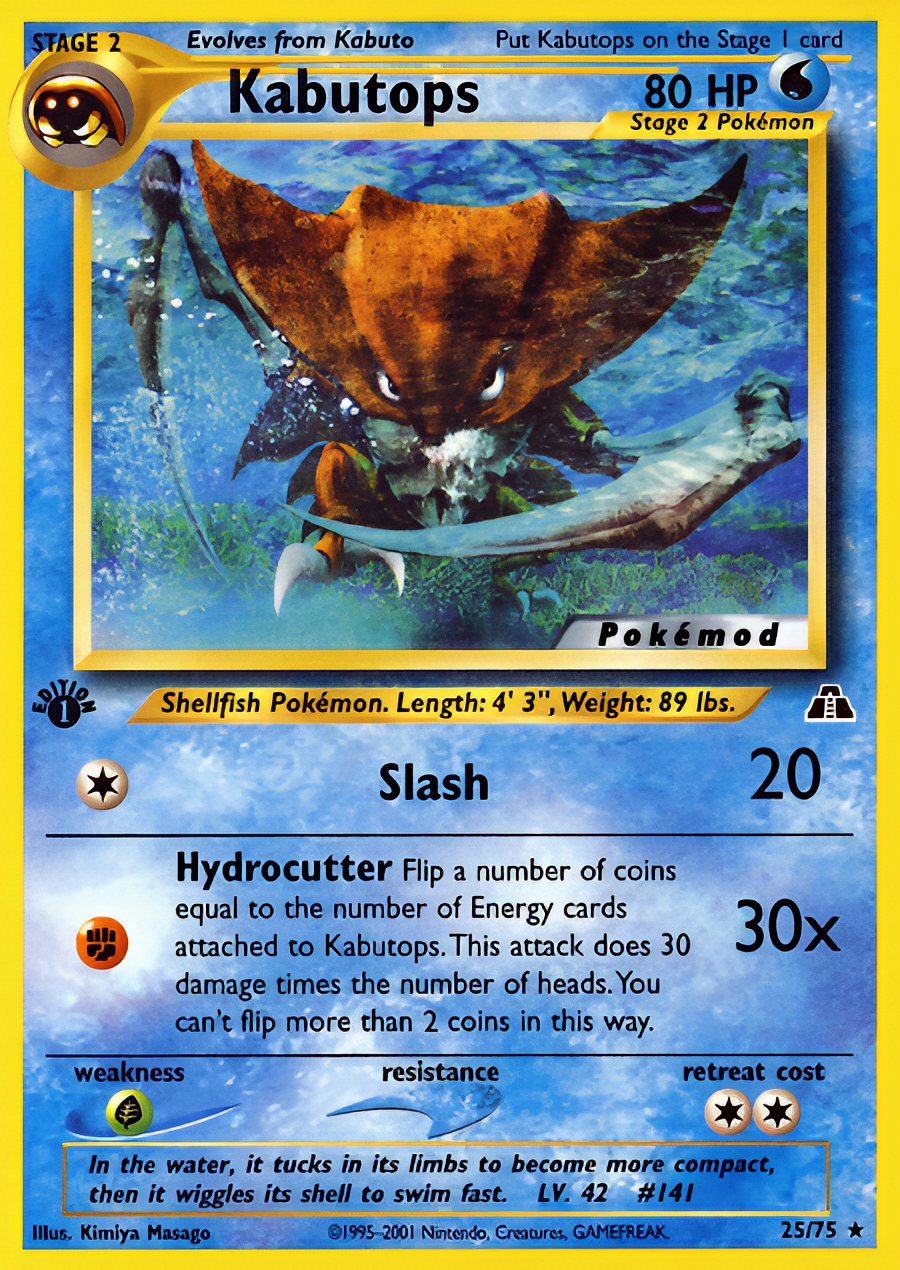 STAGE 2
Evolves from Kabuto
Put Kabutops on the Stage 1 card
Kabutops
80 HP
Stage 2 Pokémon
Pokémod
EDITION
1
Shellfish Pokémon. Length: 4' 3", Weight: 89 lbs.
Slash
20
Hydrocutter Flip a number of coins
equal to the number of Energy cards
attached to Kabutops. This attack does 30
damage times the number of heads. You
can't flip more than 2 coins in this way.
30x
weakness
resistance
retreat cost
In the water, it tucks in its limbs to become more compact,
then it wiggles its shell to swim fast. LV. 42 #141
Illus. Kimiya Masago
©1995–2001 Nintendo, Creatures, GAMEFREAK.
25/75 ★